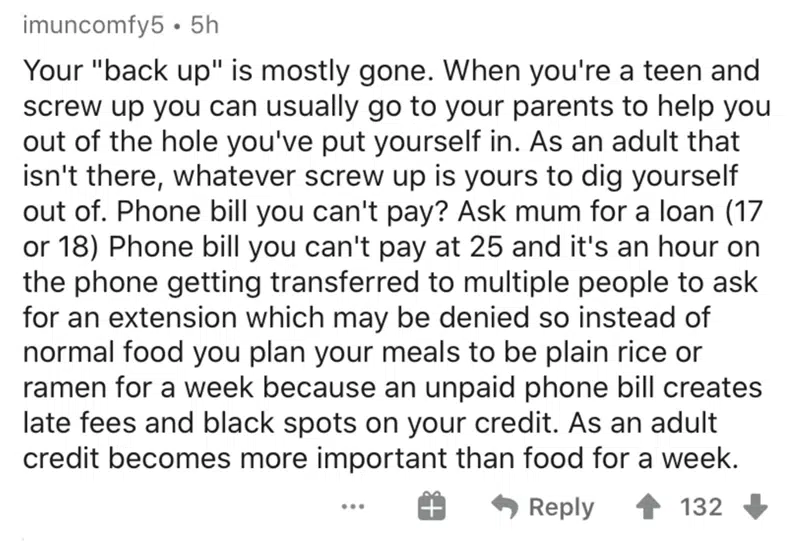 imuncomfy5 • 5h
Your "back up" is mostly gone. When you're a teen and
screw up you can usually go to your parents to help you
out of the hole you've put yourself in. As an adult that
isn't there, whatever screw up is yours to dig yourself
out of. Phone bill you can't pay? Ask mum for a loan (17
or 18) Phone bill you can't pay at 25 and it's an hour on
the phone getting transferred to multiple people to ask
for an extension which may be denied so instead of
normal food you plan your meals to be plain rice or
ramen for a week because an unpaid phone bill creates
late fees and black spots on your credit. As an adult
credit becomes more important than food for a week.
... Reply 132